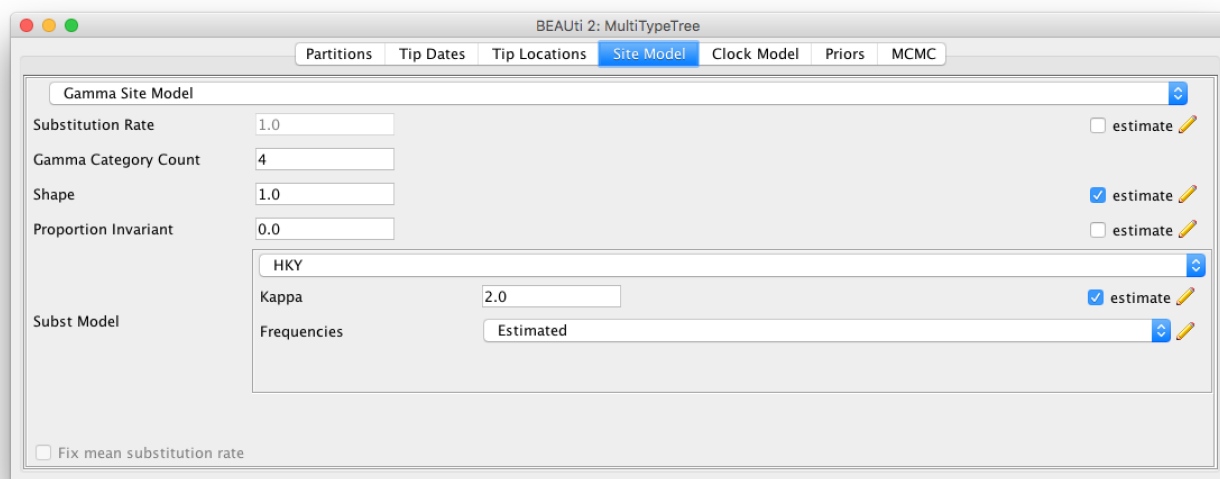 BEAUti 2: MultiTypeTree
Partitions Tip Dates Tip Locations Site Model Clock Model Priors MCMC
Gamma Site Model
Substitution Rate 1.0 estimate
Gamma Category Count 4
Shape 1.0 estimate
Proportion Invariant 0.0 estimate
HKY
Kappa 2.0 estimate
Subst Model
Frequencies Estimated
Fix mean substitution rate